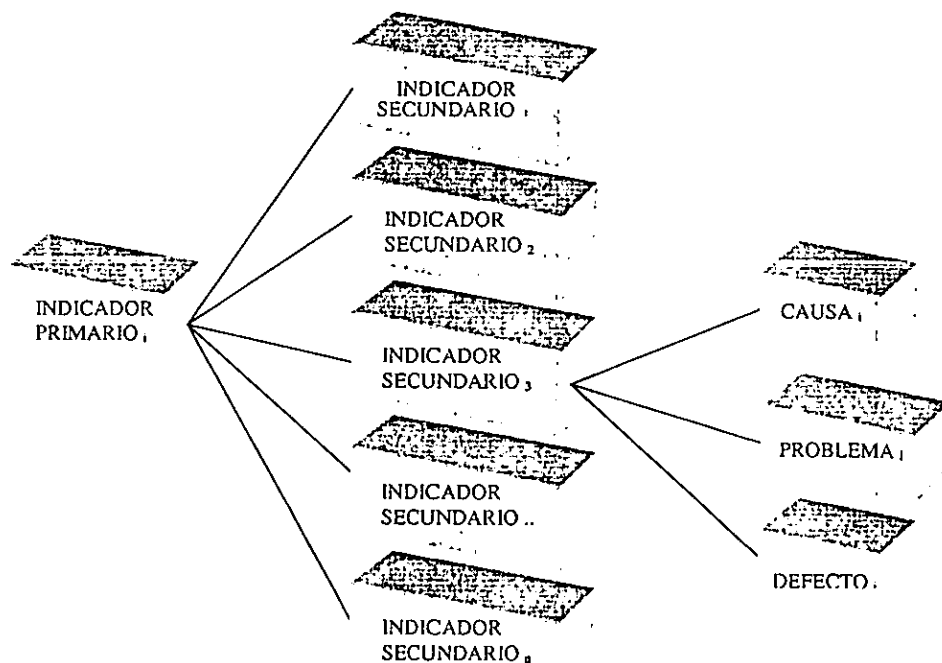 INDICADOR
SECUNDARIO ₁
INDICADOR
SECUNDARIO ₂
INDICADOR
PRIMARIO ₁
INDICADOR
SECUNDARIO ₃
CAUSA ₁
PROBLEMA ₁
INDICADOR
SECUNDARIO ..
DEFECTO ₁
INDICADOR
SECUNDARIO ₙ